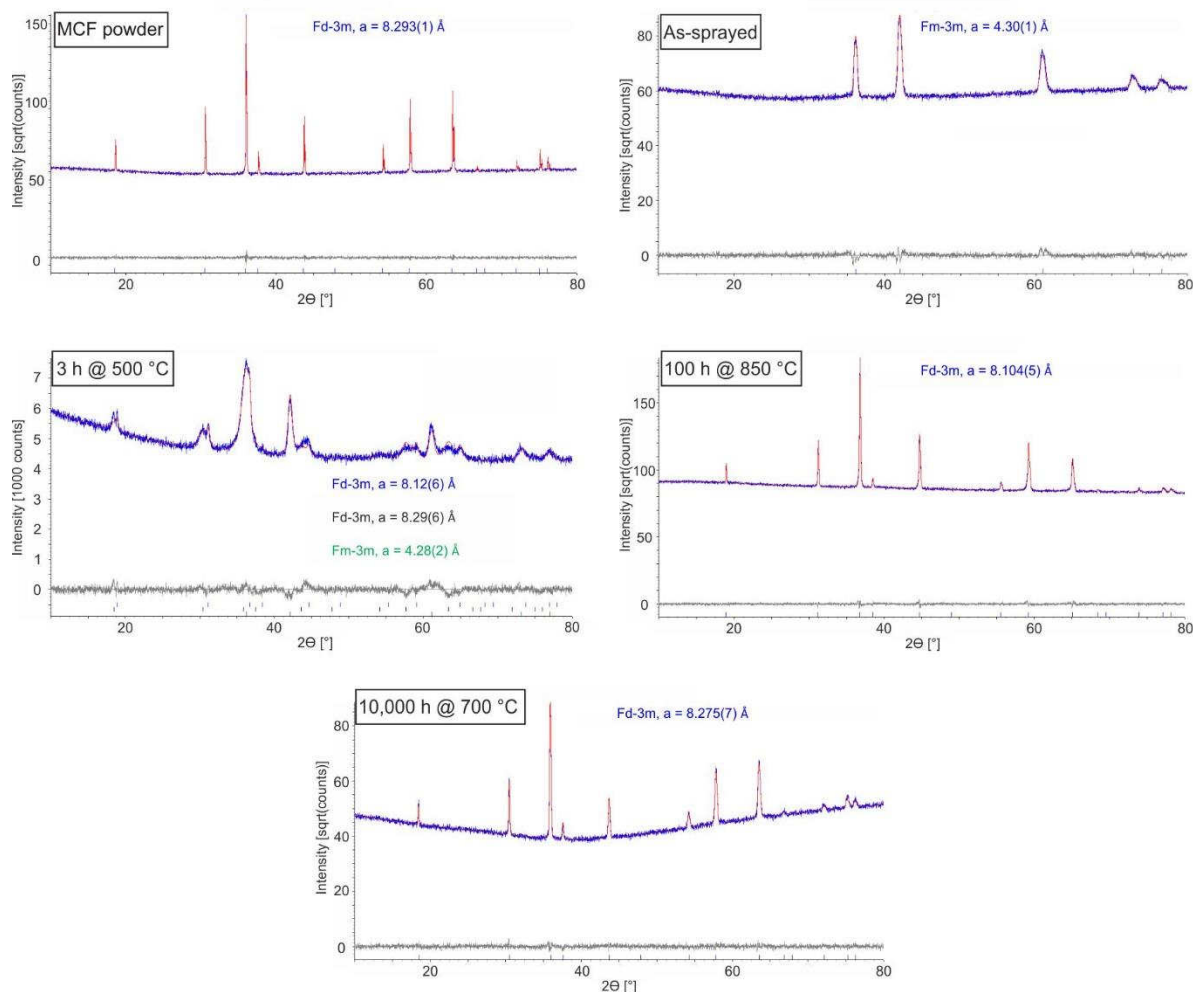 MCF powder
Fd-3m, a = 8.293(1) Å
Intensity [sqrt(counts)]
150
100
50
0
20
40
60
80
2Θ [°]
As-sprayed
Fm-3m, a = 4.30(1) Å
Intensity [sqrt(counts)]
80
60
40
20
0
20
40
60
80
2Θ [°]
3 h @ 500 °C
Intensity [1000 counts]
7
6
5
4
3
2
1
0
Fd-3m, a = 8.12(6) Å
Fd-3m, a = 8.29(6) Å
Fm-3m, a = 4.28(2) Å
20
40
60
80
2Θ [°]
100 h @ 850 °C
Fd-3m, a = 8.104(5) Å
Intensity [sqrt(counts)]
150
100
50
0
20
40
60
80
2Θ [°]
10,000 h @ 700 °C
Fd-3m, a = 8.275(7) Å
Intensity [sqrt(counts)]
80
60
40
20
0
20
40
60
80
2Θ [°]